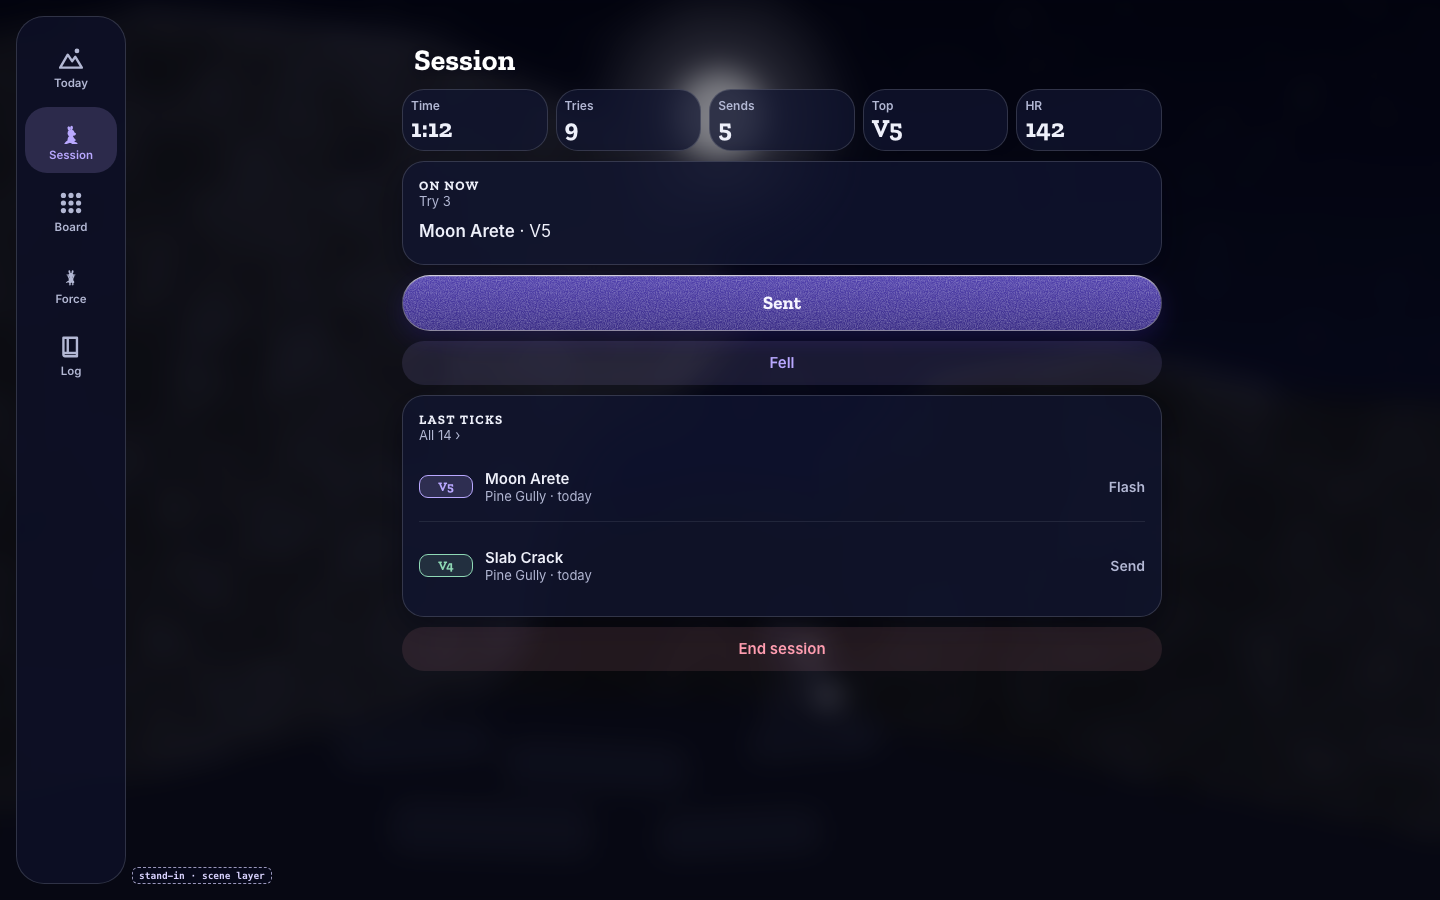 Today
Session
Board
Force
Log
Session
Time
1:12
Tries
9
Sends
5
Top
V5
HR
142
ON NOW
Try 3
Moon Arete · V5
Sent
Fell
LAST TICKS
All 14 ›
V5
Moon Arete
Pine Gully · today
Flash
V4
Slab Crack
Pine Gully · today
Send
End session
stand-in · scene layer